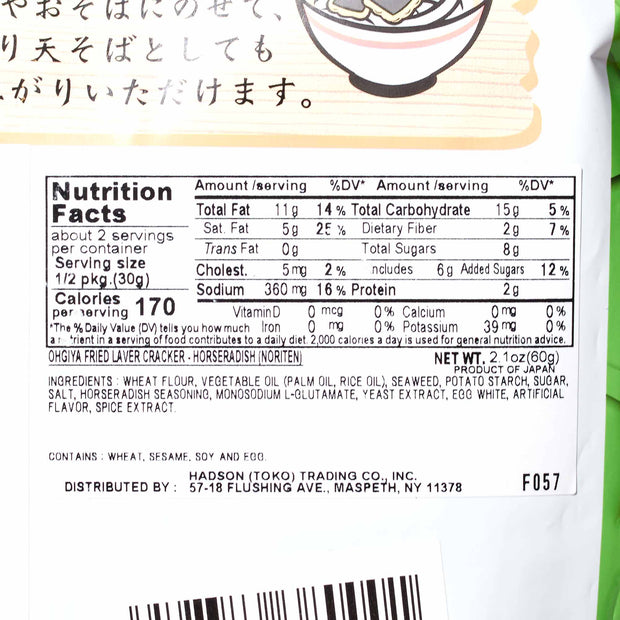 やおそばにのせて、
り天そばとしても
がりいただけます。
Nutrition Facts
about 2 servings per container
Serving size 1/2 pkg.(30g)
Calories per serving 170
Amount/serving %DV* Amount/serving %DV*
Total Fat 11g 14% Total Carbohydrate 15g 5%
Sat. Fat 5g 25% Dietary Fiber 2g 7%
Trans Fat 0g Total Sugars 8g
Cholest. 5mg 2% ncludes 6g Added Sugars 12%
Sodium 360mg 16% Protein 2g
Vitamin D 0 mcg 0% Calcium 0mg 0%
Iron 0 mg 0% Potassium 39mg 0%
*The % Daily Value (DV) tells you how much
a trient in a serving of food contributes to a daily diet. 2,000 calories a day is used for general nutrition advice.
OHGIYA FRIED LAVER CRACKER - HORSERADISH (NORITEN) NET WT. 2.1oz(60g)
PRODUCT OF JAPAN
INGREDIENTS : WHEAT FLOUR, VEGETABLE OIL (PALM OIL, RICE OIL), SEAWEED, POTATO STARCH, SUGAR,
SALT, HORSERADISH SEASONING, MONOSODIUM L-GLUTAMATE, YEAST EXTRACT, EGG WHITE, ARTIFICIAL
FLAVOR, SPICE EXTRACT.
CONTAINS : WHEAT, SESAME, SOY AND EGG.
HADSON (TOKO) TRADING CO., INC.
DISTRIBUTED BY : 57-18 FLUSHING AVE., MASPETH, NY 11378
F057